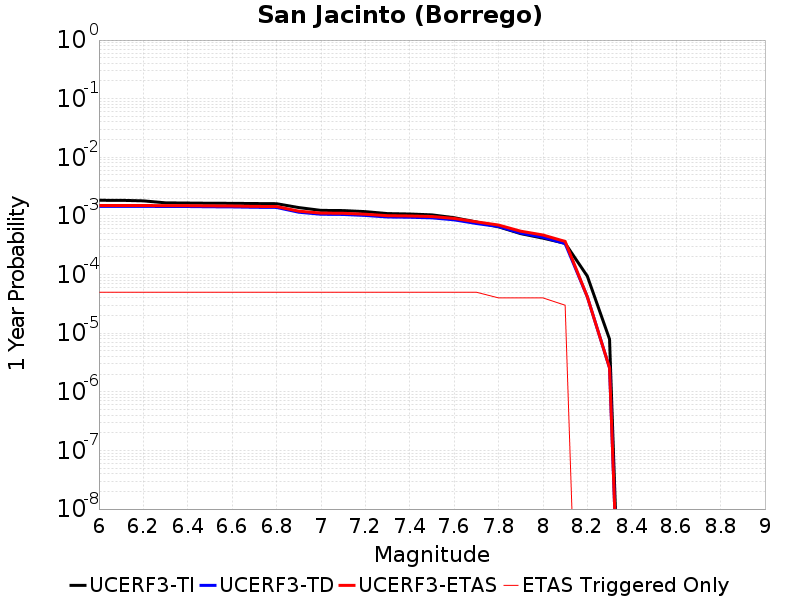 San Jacinto (Borrego)
1 Year Probability
10^0
10^-1
10^-2
10^-3
10^-4
10^-5
10^-6
10^-7
10^-8
6 6.2 6.4 6.6 6.8 7 7.2 7.4 7.6 7.8 8 8.2 8.4 8.6 8.8 9
Magnitude
UCERF3-TI UCERF3-TD UCERF3-ETAS ETAS Triggered Only